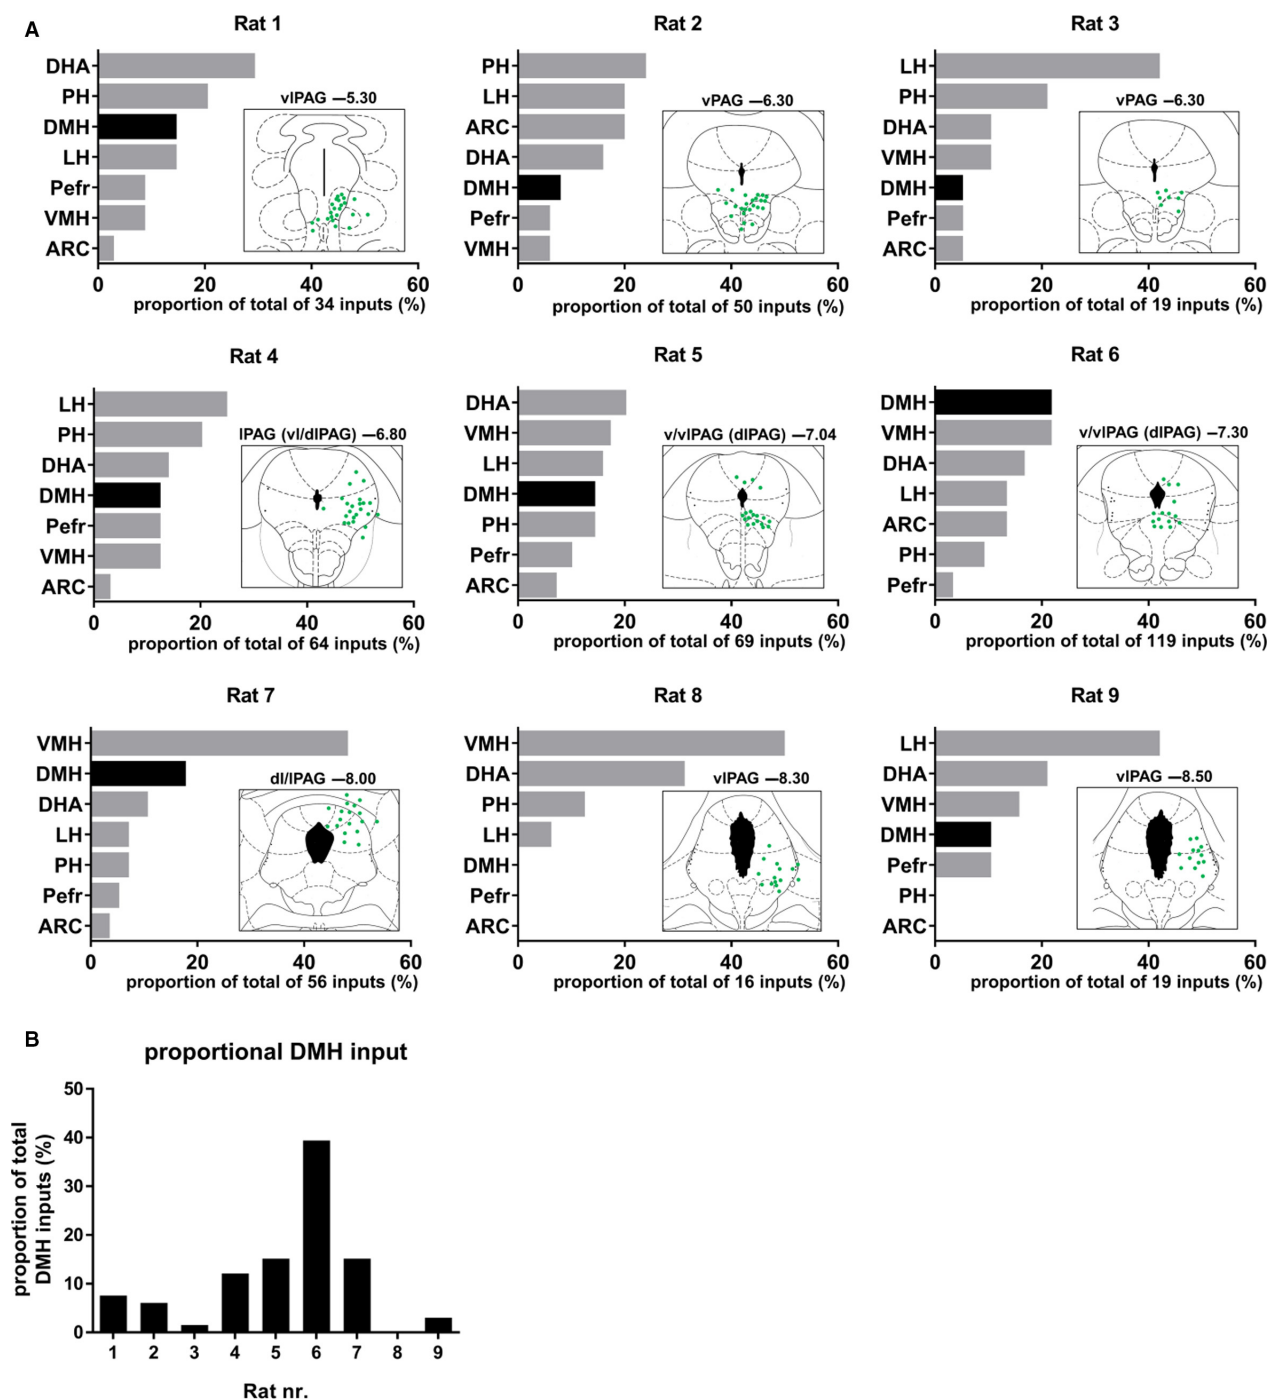 A
Rat 1
DHA
PH
DMH
LH
Pefr
VMH
ARC
vlPAG —5.30
0 20 40 60
proportion of total of 34 inputs (%)
Rat 2
PH
LH
ARC
DHA
DMH
Pefr
VMH
vPAG —6.30
0 20 40 60
proportion of total of 50 inputs (%)
Rat 3
LH
PH
DHA
VMH
DMH
Pefr
ARC
vPAG —6.30
0 20 40 60
proportion of total of 19 inputs (%)
Rat 4
LH
PH
DHA
DMH
Pefr
VMH
ARC
lPAG (vl/dlPAG) —6.80
0 20 40 60
proportion of total of 64 inputs (%)
Rat 5
DHA
VMH
LH
DMH
PH
Pefr
ARC
v/vlPAG (dlPAG) —7.04
0 20 40 60
proportion of total of 69 inputs (%)
Rat 6
DMH
VMH
DHA
LH
ARC
PH
Pefr
v/vlPAG (dlPAG) —7.30
0 20 40 60
proportion of total of 119 inputs (%)
Rat 7
VMH
DMH
DHA
LH
PH
Pefr
ARC
dl/lPAG —8.00
0 20 40 60
proportion of total of 56 inputs (%)
Rat 8
VMH
DHA
PH
LH
DMH
Pefr
ARC
vlPAG —8.30
0 20 40 60
proportion of total of 16 inputs (%)
Rat 9
LH
DHA
VMH
DMH
Pefr
PH
ARC
vlPAG —8.50
0 20 40 60
proportion of total of 19 inputs (%)
B
proportional DMH input
proportion of total
DMH inputs (%)
50
40
30
20
10
0
1 2 3 4 5 6 7 8 9
Rat nr.